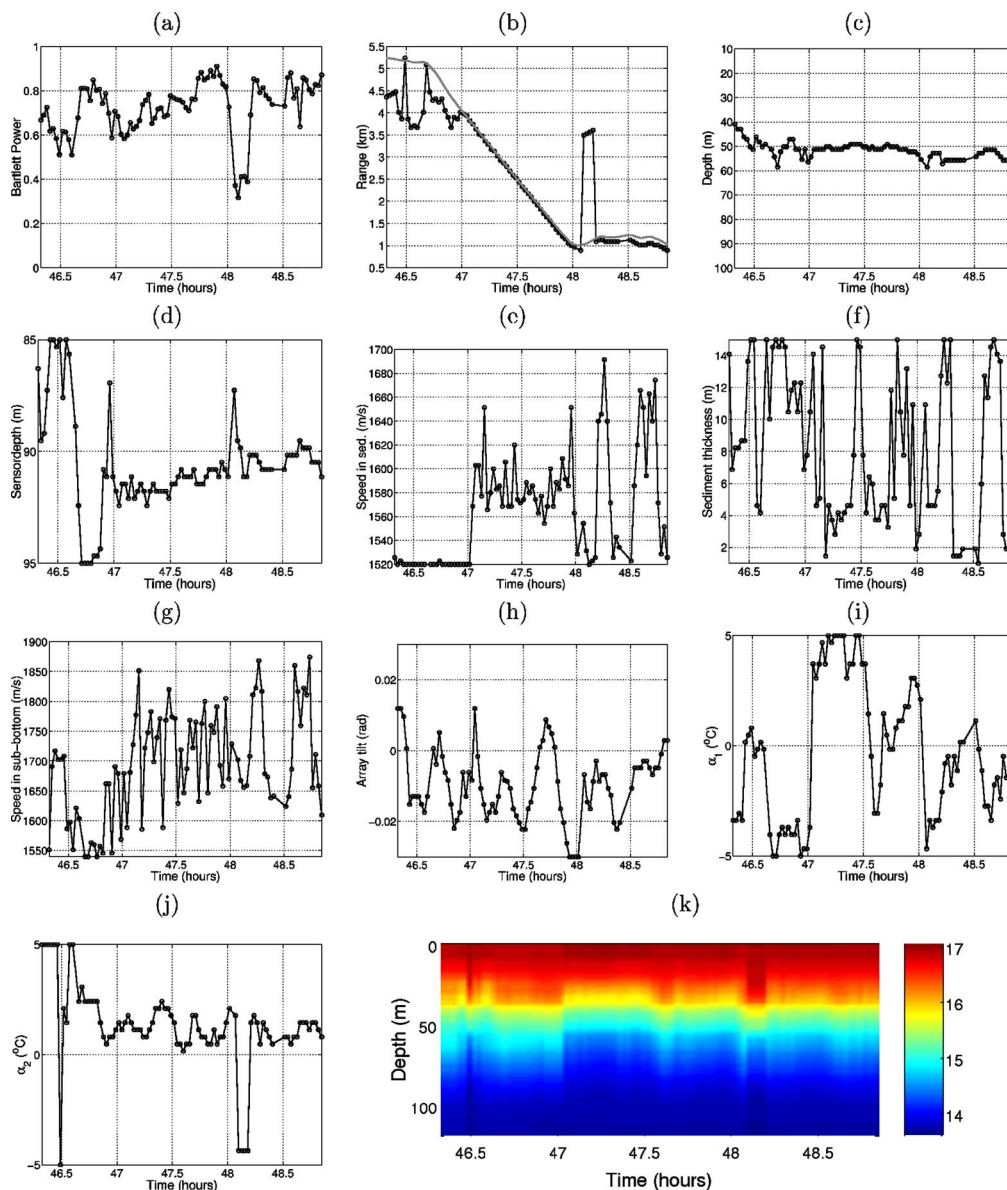 (a) (b) (c)
1
0.8
0.6
0.4
0.2
0
Bartlett Power
46.5 47 47.5 48 48.5
Time (hours)
5.5
5
4.5
4
3.5
3
2.5
2
1.5
1
0.5
Range (km)
46.5 47 47.5 48 48.5
Time (hours)
10
20
30
40
50
60
70
80
90
100
Depth (m)
46.5 47 47.5 48 48.5
Time (hours)
(d) (e) (f)
85
90
95
Sensordepth (m)
46.5 47 47.5 48 48.5
Time (hours)
1700
1680
1660
1640
1620
1600
1580
1560
1540
1520
Speed in sed. (m/s)
46.5 47 47.5 48 48.5
Time (hours)
14
12
10
8
6
4
2
Sediment thickness (m)
46.5 47 47.5 48 48.5
Time (hours)
(g) (h) (i)
1900
1850
1800
1750
1700
1650
1600
1550
Speed in sub-bottom (m/s)
46.5 47 47.5 48 48.5
Time (hours)
0.02
0
−0.02
Array tilt (rad)
46.5 47 47.5 48 48.5
Time (hours)
5
0
−5
α1 (⁰C)
46.5 47 47.5 48 48.5
Time (hours)
(j) (k)
5
0
−5
α2 (⁰C)
46.5 47 47.5 48 48.5
Time (hours)
0
50
100
Depth (m)
46.5 47 47.5 48 48.5
Time (hours)
17
16
15
14